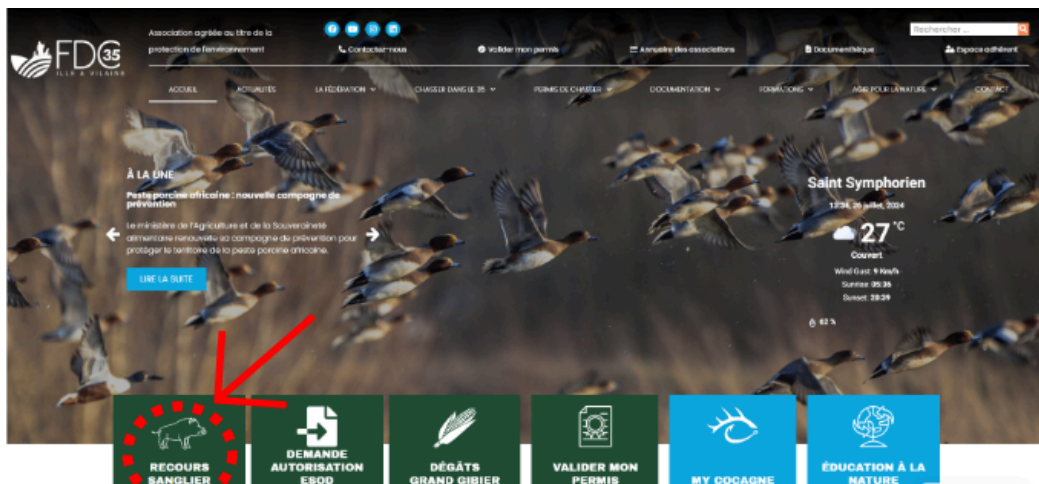 Association agréée au titre de la
protection de l'environnement
Rechercher ...
FDC35
ILLE & VILAINE
Contactez-nous
Valider mon permis
Annuaire des associations
Documenthèque
Espace adhérent
ACCUEIL ACTUALITÉS LA FÉDÉRATION CHASSER DANS LE 35 PERMIS DE CHASSER DOCUMENTATION FORMATIONS AGIR POUR LA NATURE CONTACT
À LA UNE
Peste porcine africaine : nouvelle campagne de
prévention
Le ministère de l'Agriculture et de la Souveraineté
alimentaire renouvelle sa campagne de prévention pour
protéger le territoire de la peste porcine africaine.
LIRE LA SUITE
Saint Symphorien
26 juillet, 2024
27 °C
Couvert
Wind Gust: 9 Km/h
Sunrise: 05:36
Sunset: 20:59
62 %
RECOURS
SANGLIER
DEMANDE
AUTORISATION
ESOD
DÉGÂTS
GRAND GIBIER
VALIDER MON
PERMIS
MY COCAGNE
ÉDUCATION À LA
NATURE